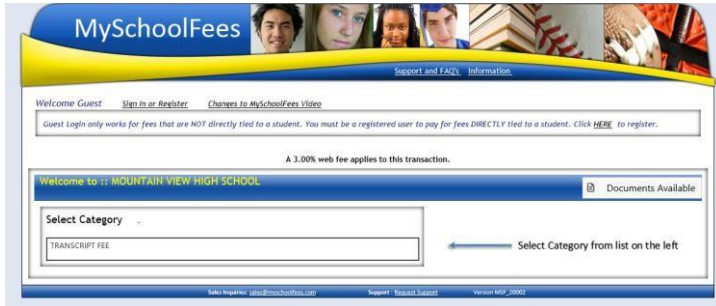 MySchoolFees
Support and FAQ's Information
Welcome Guest Sign In or Register Changes to MySchoolFees Video
Guest Login only works for fees that are NOT directly tied to a student. You must be a registered user to pay for fees DIRECTLY tied to a student. Click HERE to register.
A 3.00% web fee applies to this transaction.
Welcome to :: MOUNTAIN VIEW HIGH SCHOOL
Documents Available
Select Category .
TRANSCRIPT FEE
Select Category from list on the left
Sales Inquiries: sales@myschoolfees.com Support Request Support Version MSF_20002